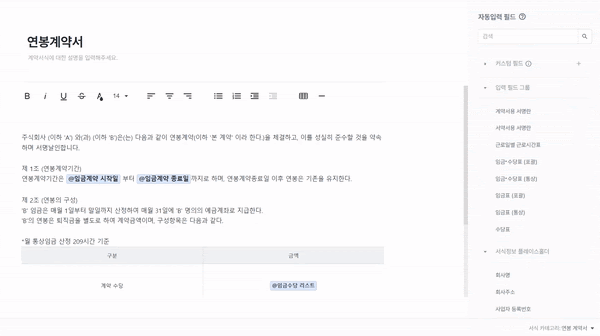 연봉계약서
계약서식에 대한 설명을 입력해주세요.
B i U S A 14
주식회사 (이하 'A') 와(과) (이하 'B')은(는) 다음과 같이 연봉계약(이하 '본 계약' 이라 한다.)을 체결하고, 이를 성실히 준수할 것을 약속
하며 서명날인합니다.
제 1조 (연봉계약기간)
연봉계약기간은 @임금계약 시작일 부터 @임금계약 종료일 까지로 하며, 연봉계약종료일 이후 연봉은 기존을 유지한다.
제 2조 (연봉의 구성)
'B' 임금은 매월 1일부터 말일까지 산정하여 매월 31일에 'B' 명의의 예금계좌로 지급한다.
'B'의 연봉은 퇴직금을 별도로 하여 계약금액이며, 구성항목은 다음과 같다.
*월 통상임금 산정 209시간 기준
구분 금액
계약 수당 @임금수당 리스트
자동입력 필드
검색
커스텀 필드
입력 필드 그룹
계약서용 서명란
서약서용 서명란
근로일별 근로시간표
임금+수당표 (포괄)
임금+수당표 (통상)
임금표 (포괄)
임금표 (통상)
수당표
서식정보 플레이스홀더
회사명
회사주소
사업자 등록번호
서식 카테고리: 연봉 계약서